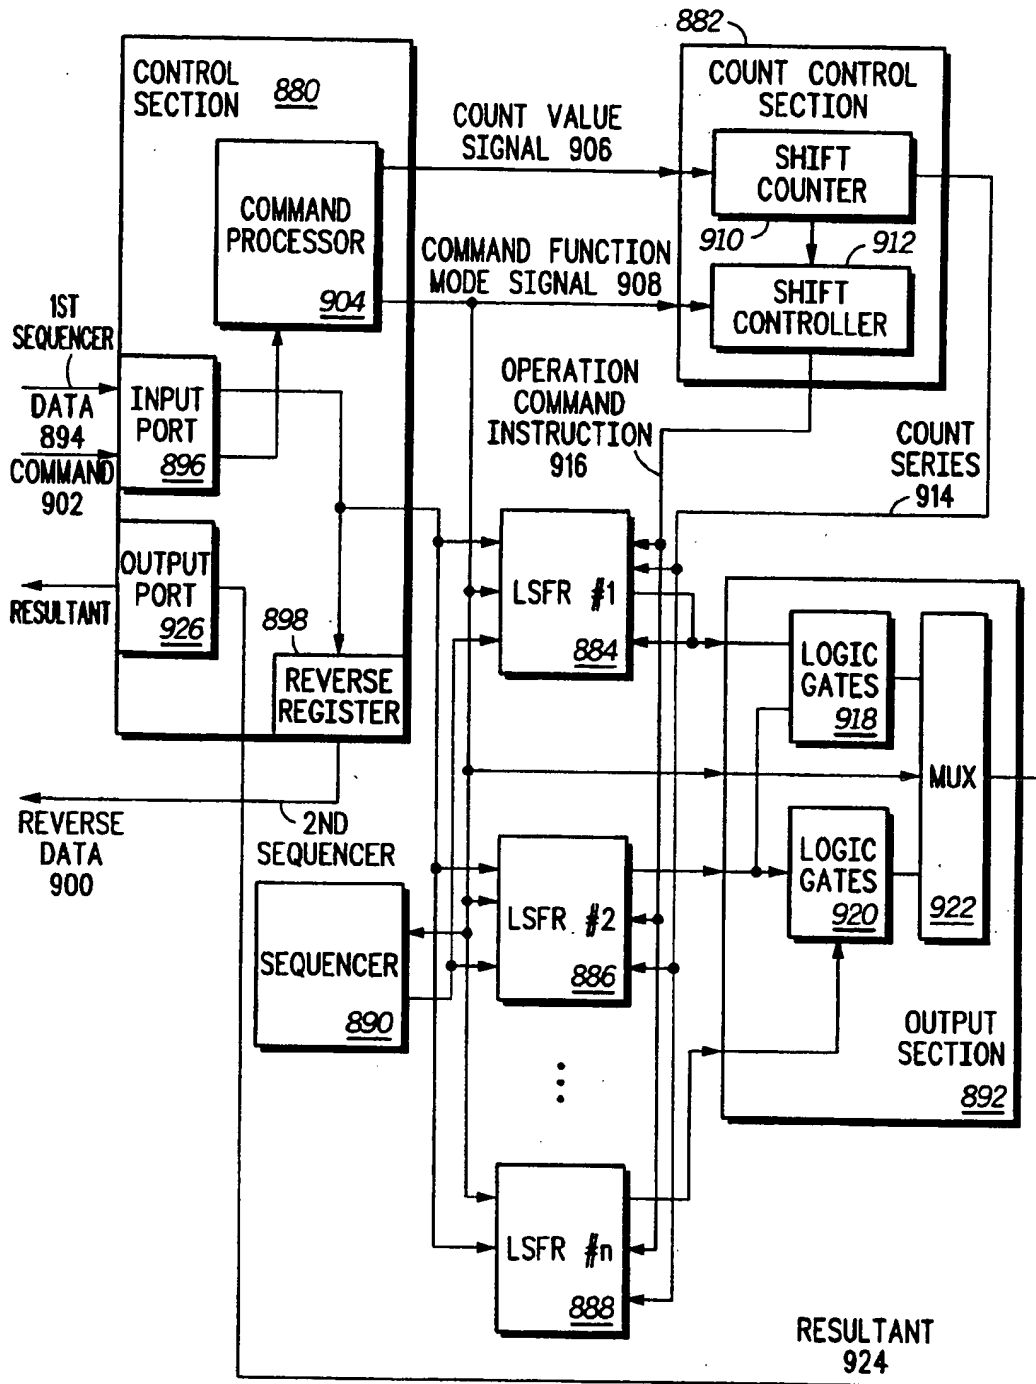 882
CONTROL
SECTION 880
COUNT CONTROL
SECTION
COUNT VALUE
SIGNAL 906
SHIFT
COUNTER
910
COMMAND
PROCESSOR
904
COMMAND FUNCTION
MODE SIGNAL 908
912
SHIFT
CONTROLLER
1ST
SEQUENCER
DATA
894
COMMAND
902
INPUT
PORT
896
OPERATION
COMMAND
INSTRUCTION
916
COUNT
SERIES
914
OUTPUT
PORT
926
RESULTANT
898
REVERSE
REGISTER
LSFR #1
884
LOGIC
GATES
918
MUX
922
REVERSE
DATA
900
2ND
SEQUENCER
LSFR #2
886
LOGIC
GATES
920
SEQUENCER
890
OUTPUT
SECTION
892
LSFR #n
888
RESULTANT
924